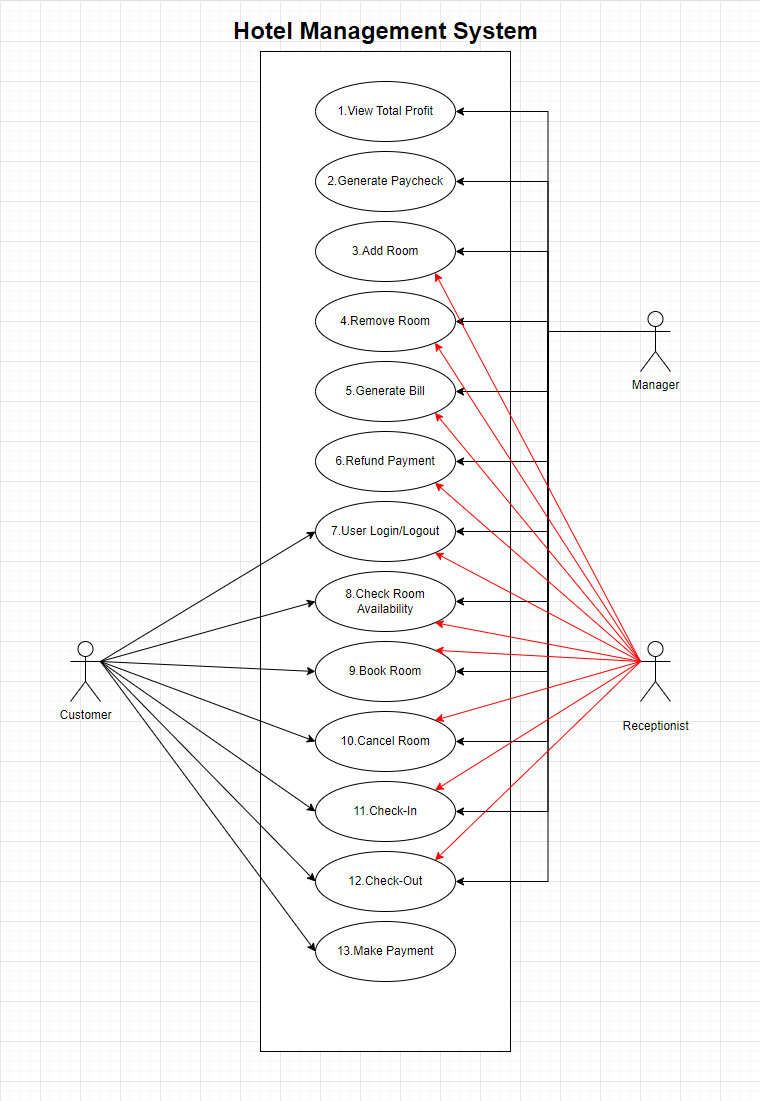 Hotel Management System
1.View Total Profit
2.Generate Paycheck
3.Add Room
4.Remove Room
Manager
5.Generate Bill
6.Refund Payment
7.User Login/Logout
8.Check Room
Availability
9.Book Room
Customer
Receptionist
10.Cancel Room
11.Check-In
12.Check-Out
13.Make Payment